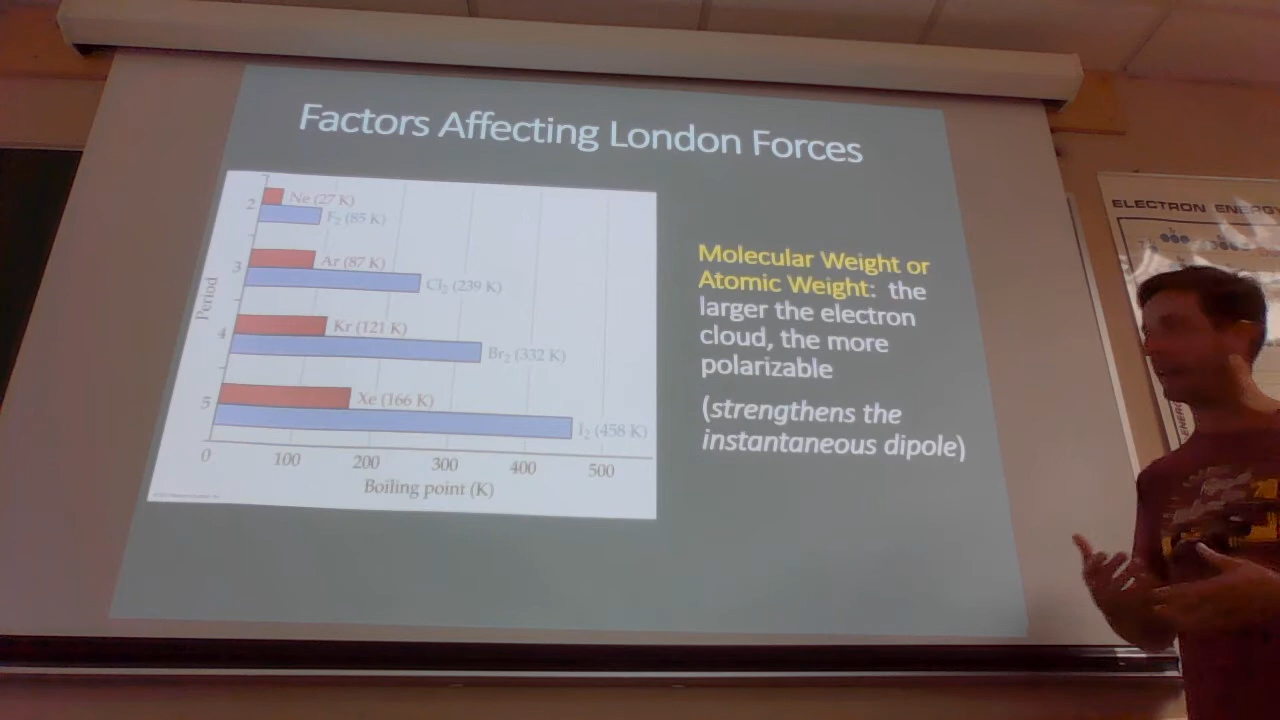 Factors Affecting London Forces
Ne (27 K)
2
F₂ (85 K)
Ar (87 K)
3
Cl₂ (239 K)
Kr (121 K)
4
Br₂ (332 K)
Xe (166 K)
5
I₂ (458 K)
Period
0 100 200 300 400 500
Boiling point (K)
Molecular Weight or
Atomic Weight: the
larger the electron
cloud, the more
polarizable
(strengthens the
instantaneous dipole)
ELECTRON ENERGY